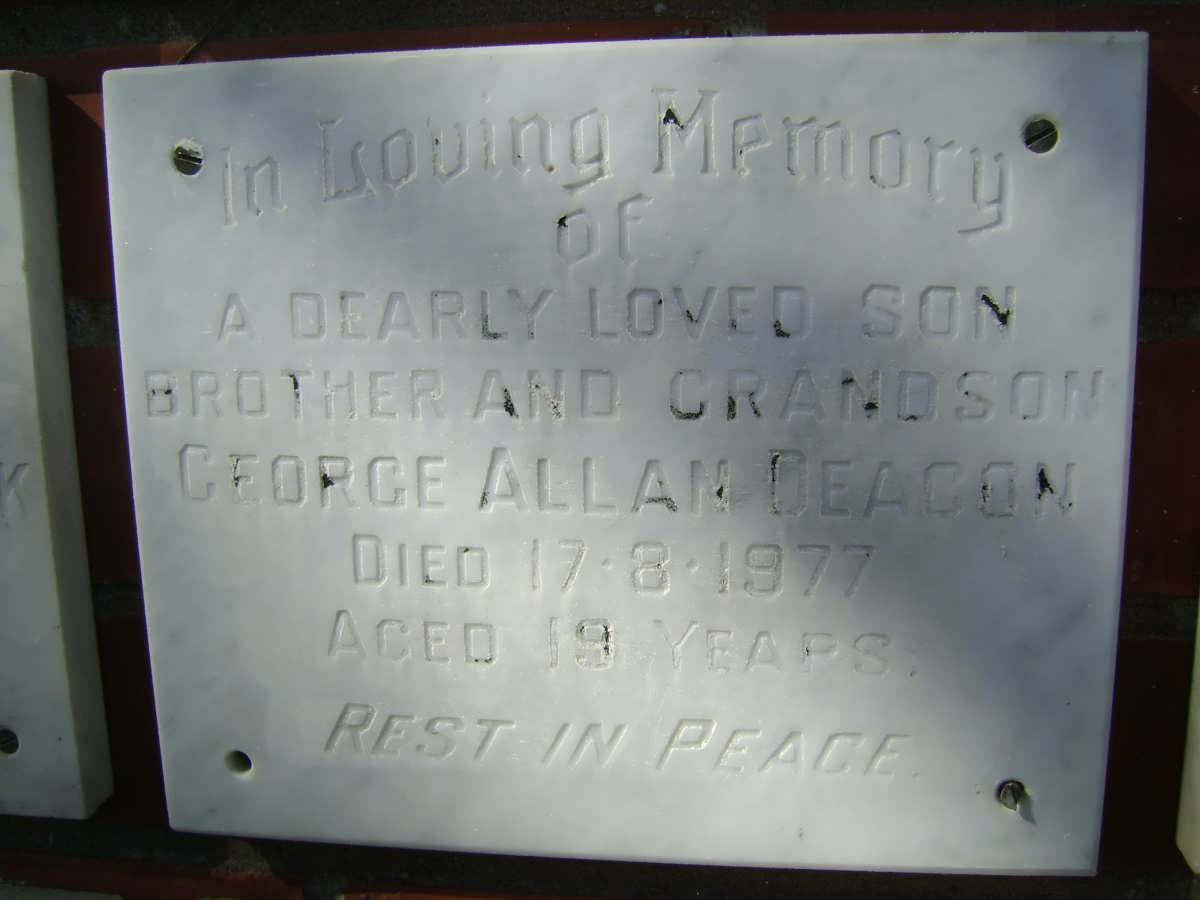 In Loving Memory
of
A DEARLY LOVED SON
BROTHER AND GRANDSON
GEORGE ALLAN DEACON
DIED 17·8·1977
AGED 19 YEARS.
REST IN PEACE.
K